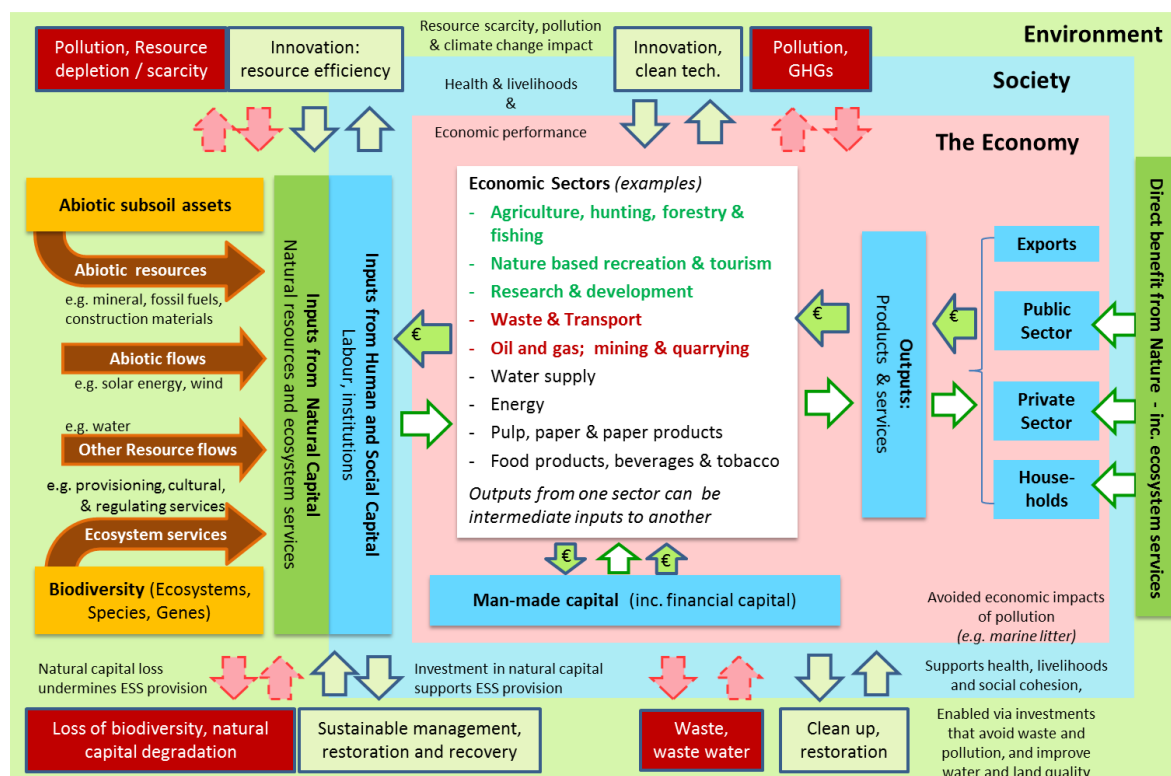 Pollution, Resource
depletion / scarcity
Innovation:
resource efficiency
Resource scarcity, pollution
& climate change impact
Innovation,
clean tech.
Pollution,
GHGs
Environment
Society
Health & livelihoods
&
Economic performance
The Economy
Abiotic subsoil assets
Abiotic resources
e.g. mineral, fossil fuels,
construction materials
Abiotic flows
e.g. solar energy, wind
e.g. water
Other Resource flows
e.g. provisioning, cultural,
& regulating services
Ecosystem services
Biodiversity (Ecosystems,
Species, Genes)
Inputs from Natural Capital
Natural resources and ecosystem services
Inputs from Human and Social Capital
Labour, institutions
€
Economic Sectors (examples)
- Agriculture, hunting, forestry &
fishing
- Nature based recreation & tourism
- Research & development
- Waste & Transport
- Oil and gas; mining & quarrying
- Water supply
- Energy
- Pulp, paper & paper products
- Food products, beverages & tobacco
Outputs from one sector can be
intermediate inputs to another
€
€
Man-made capital (inc. financial capital)
€
Outputs:
Products & services
€
Exports
Public
Sector
Private
Sector
House-
holds
Direct benefit from Nature - inc. ecosystem services
Avoided economic impacts
of pollution
(e.g. marine litter)
Natural capital loss
undermines ESS provision
Investment in natural capital
supports ESS provision
Supports health, livelihoods
and social cohesion,
Loss of biodiversity, natural
capital degradation
Sustainable management,
restoration and recovery
Waste,
waste water
Clean up,
restoration
Enabled via investments
that avoid waste and
pollution, and improve
water and land quality